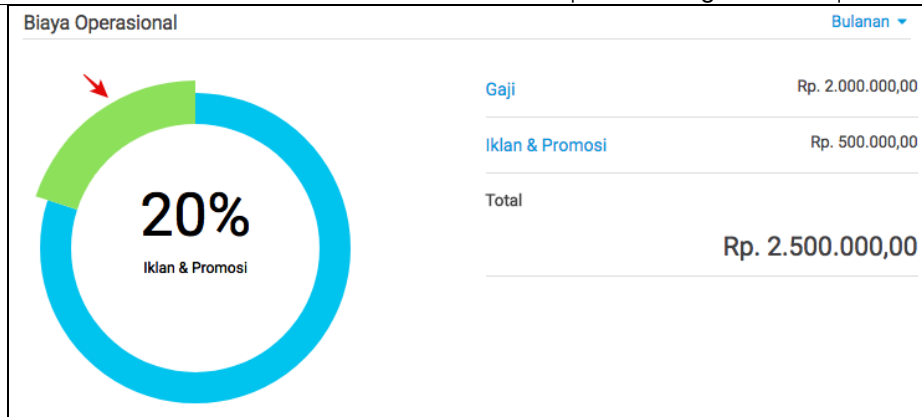 Biaya Operasional
Bulanan
20%
Iklan & Promosi
Gaji Rp. 2.000.000,00
Iklan & Promosi Rp. 500.000,00
Total
Rp. 2.500.000,00